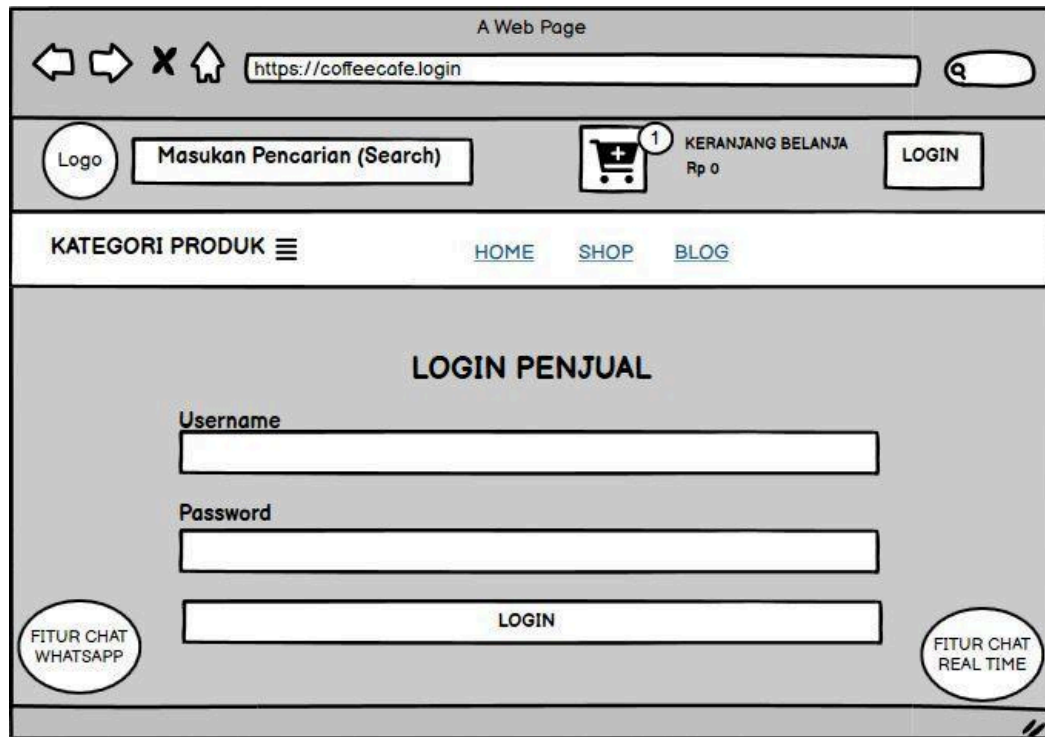 A Web Page
https://coffeecafe.login
Logo
Masukan Pencarian (Search)
1
KERANJANG BELANJA
Rp 0
LOGIN
KATEGORI PRODUK
HOME
SHOP
BLOG
LOGIN PENJUAL
Username
Password
LOGIN
FITUR CHAT
WHATSAPP
FITUR CHAT
REAL TIME